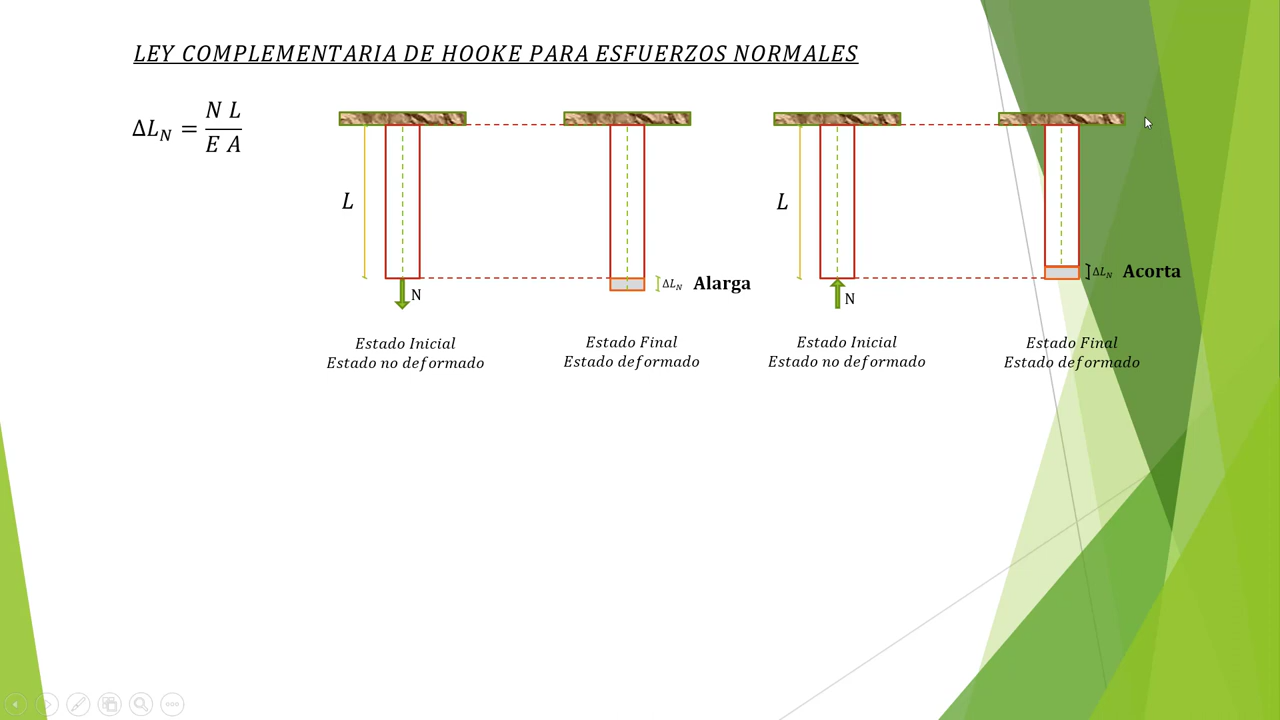 LEY COMPLEMENTARIA DE HOOKE PARA ESFUERZOS NORMALES
ΔL_N = N L / E A
L
N
Estado Inicial
Estado no deformado
ΔL_N Alarga
Estado Final
Estado deformado
L
N
Estado Inicial
Estado no deformado
ΔL_N Acorta
Estado Final
Estado deformado